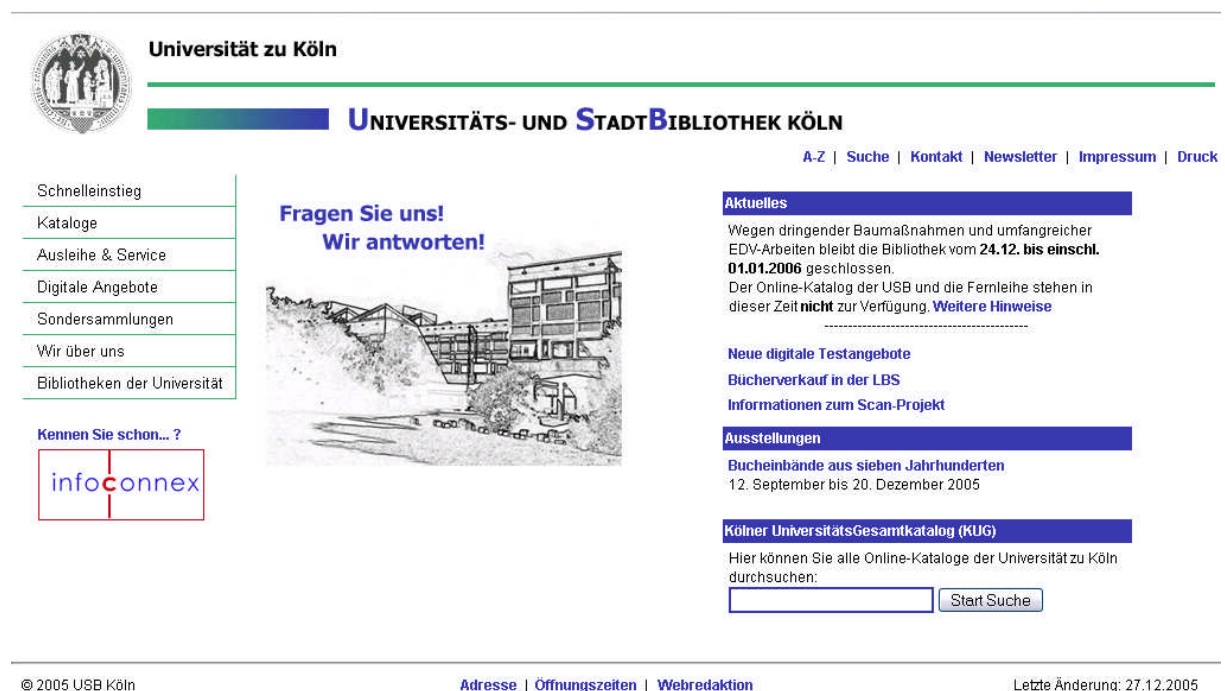 Universität zu Köln
UNIVERSITÄTS- UND STADTBIBLIOTHEK KÖLN
A-Z | Suche | Kontakt | Newsletter | Impressum | Druck
Schnelleinstieg
Kataloge
Ausleihe & Service
Digitale Angebote
Sondersammlungen
Wir über uns
Bibliotheken der Universität
Kennen Sie schon... ?
infoconnex
Fragen Sie uns!
Wir antworten!
Aktuelles
Wegen dringender Baumaßnahmen und umfangreicher
EDV-Arbeiten bleibt die Bibliothek vom 24.12. bis einschl.
01.01.2006 geschlossen.
Der Online-Katalog der USB und die Fernleihe stehen in
dieser Zeit nicht zur Verfügung. Weitere Hinweise
-------------------------------------------
Neue digitale Testangebote
Bücherverkauf in der LBS
Informationen zum Scan-Projekt
Ausstellungen
Bucheinbände aus sieben Jahrhunderten
12. September bis 20. Dezember 2005
Kölner UniversitätsGesamtkatalog (KUG)
Hier können Sie alle Online-Kataloge der Universität zu Köln
durchsuchen:
Start Suche
© 2005 USB Köln
Adresse | Öffnungszeiten | Webredaktion
Letzte Änderung: 27.12.2005